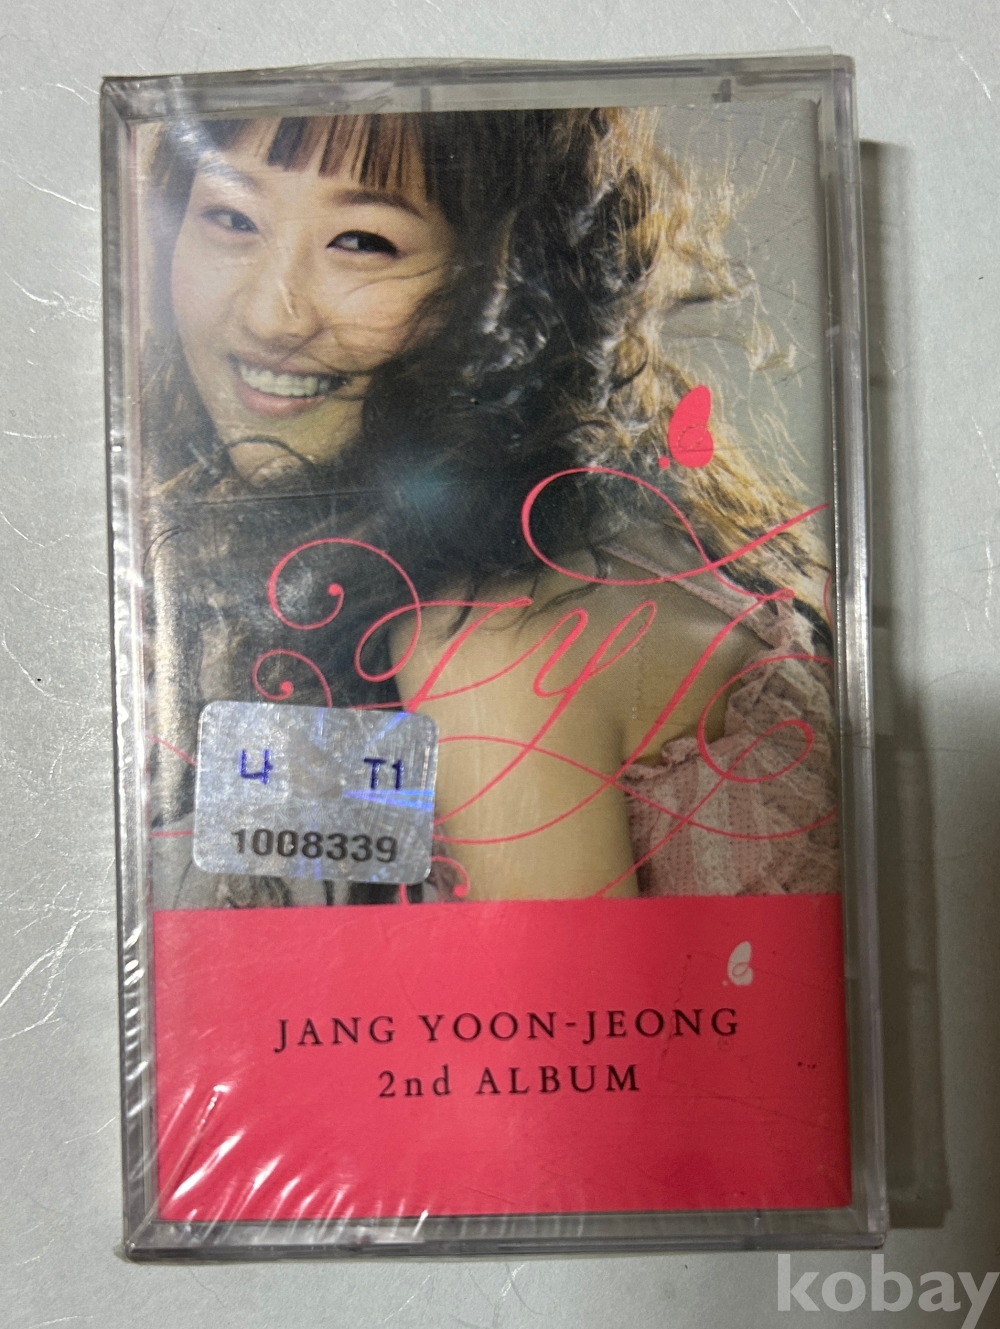 나 T1
1008339
JANG YOON-JEONG
2nd ALBUM
kobay